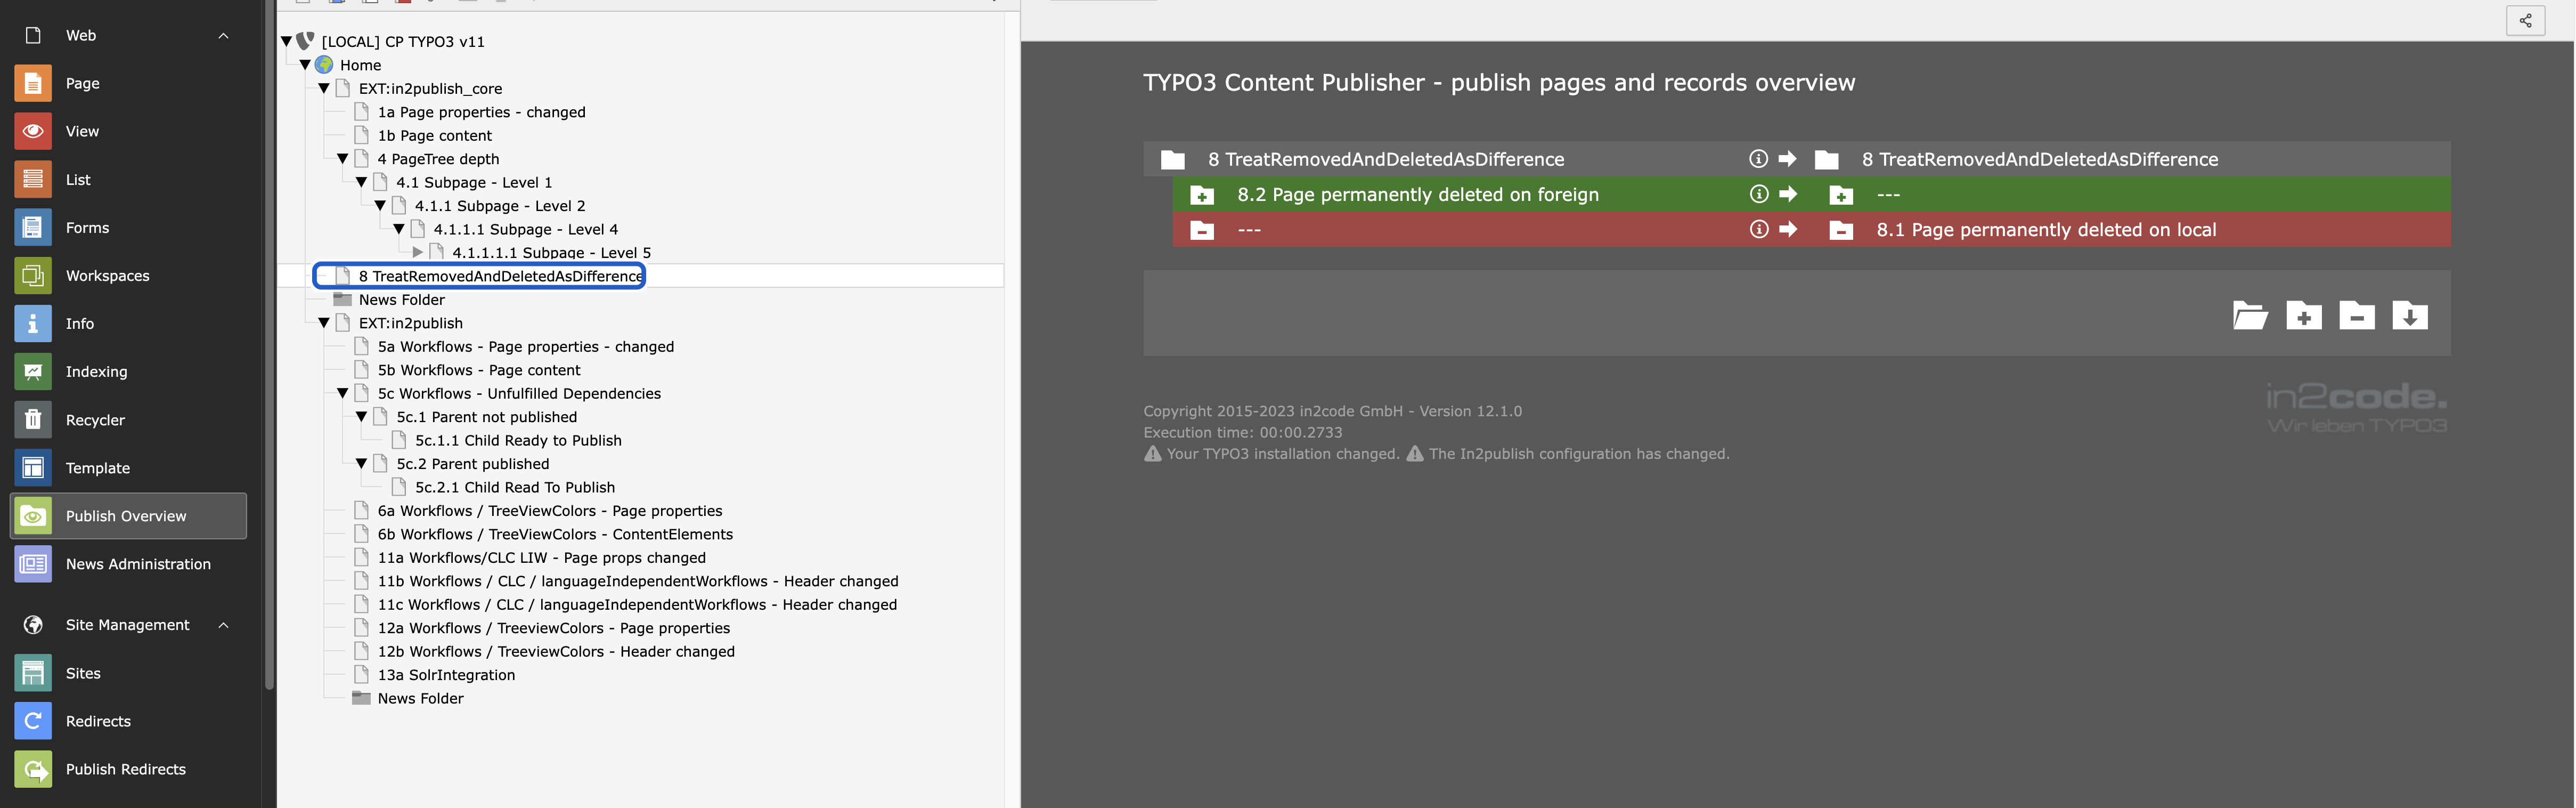 Web
Page
View
List
Forms
Workspaces
Info
Indexing
Recycler
Template
Publish Overview
News Administration
Site Management
Sites
Redirects
Publish Redirects
[LOCAL] CP TYPO3 v11
Home
EXT:in2publish_core
1a Page properties - changed
1b Page content
4 PageTree depth
4.1 Subpage - Level 1
4.1.1 Subpage - Level 2
4.1.1.1 Subpage - Level 4
4.1.1.1.1 Subpage - Level 5
8 TreatRemovedAndDeletedAsDifference
News Folder
EXT:in2publish
5a Workflows - Page properties - changed
5b Workflows - Page content
5c Workflows - Unfulfilled Dependencies
5c.1 Parent not published
5c.1.1 Child Ready to Publish
5c.2 Parent published
5c.2.1 Child Read To Publish
6a Workflows / TreeViewColors - Page properties
6b Workflows / TreeViewColors - ContentElements
11a Workflows/CLC LIW - Page props changed
11b Workflows / CLC / languageIndependentWorkflows - Header changed
11c Workflows / CLC / languageIndependentWorkflows - Header changed
12a Workflows / TreeviewColors - Page properties
12b Workflows / TreeviewColors - Header changed
13a SolrIntegration
News Folder
TYPO3 Content Publisher - publish pages and records overview
8 TreatRemovedAndDeletedAsDifference 8 TreatRemovedAndDeletedAsDifference
8.2 Page permanently deleted on foreign ---
--- 8.1 Page permanently deleted on local
in2code.
Wir leben TYPO3
Copyright 2015-2023 in2code GmbH - Version 12.1.0
Execution time: 00:00.2733
Your TYPO3 installation changed. The In2publish configuration has changed.